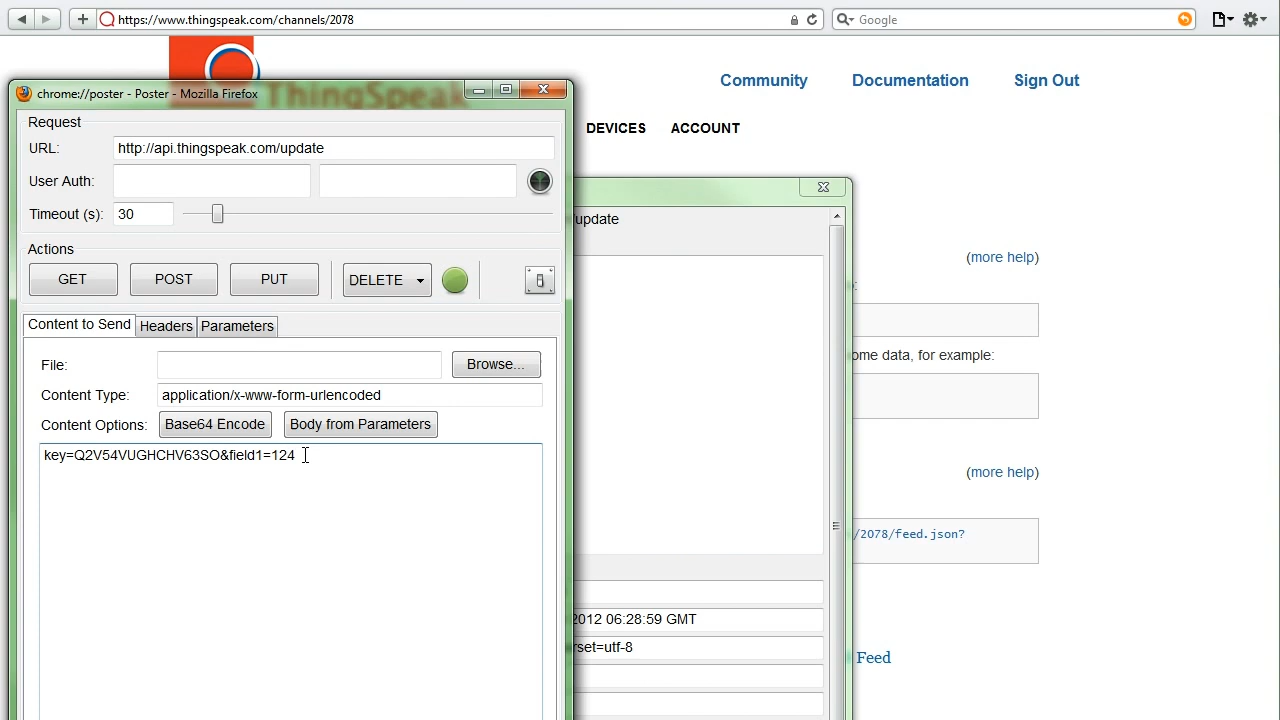 https://www.thingspeak.com/channels/2078
Google
ThingSpeak
Community
Documentation
Sign Out
DEVICES
ACCOUNT
chrome://poster - Poster - Mozilla Firefox
Request
URL:
http://api.thingspeak.com/update
User Auth:
Timeout (s):
30
Actions
GET
POST
PUT
DELETE
Content to Send
Headers
Parameters
File:
Browse...
Content Type:
application/x-www-form-urlencoded
Content Options:
Base64 Encode
Body from Parameters
key=Q2V54VUGHCHV63SO&field1=124
/update
2012 06:28:59 GMT
rset=utf-8
(more help)
ome data, for example:
(more help)
/2078/feed.json?
Feed